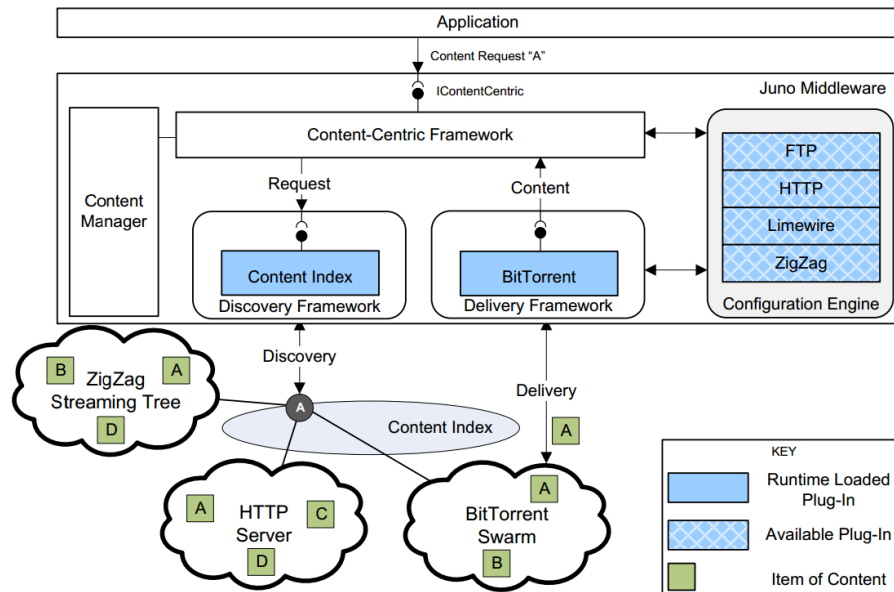 Application
Content Request “A”
IContentCentric
Juno Middleware
Content-Centric Framework
Content
Manager
Request
Content
FTP
HTTP
Limewire
ZigZag
Configuration Engine
Content Index
Discovery Framework
BitTorrent
Delivery Framework
Discovery
Delivery
B
A
ZigZag
Streaming Tree
D
A
Content Index
A
A
C
HTTP
Server
D
A
BitTorrent
Swarm
B
KEY
Runtime Loaded
Plug-In
Available Plug-In
Item of Content